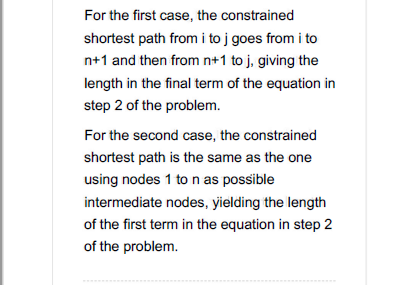 For the first case, the constrained
shortest path from i to j goes from i to
n+1 and then from n+1 to j, giving the
length in the final term of the equation in
step 2 of the problem.
For the second case, the constrained
shortest path is the same as the one
using nodes 1 to n as possible
intermediate nodes, yielding the length
of the first term in the equation in step 2
of the problem.